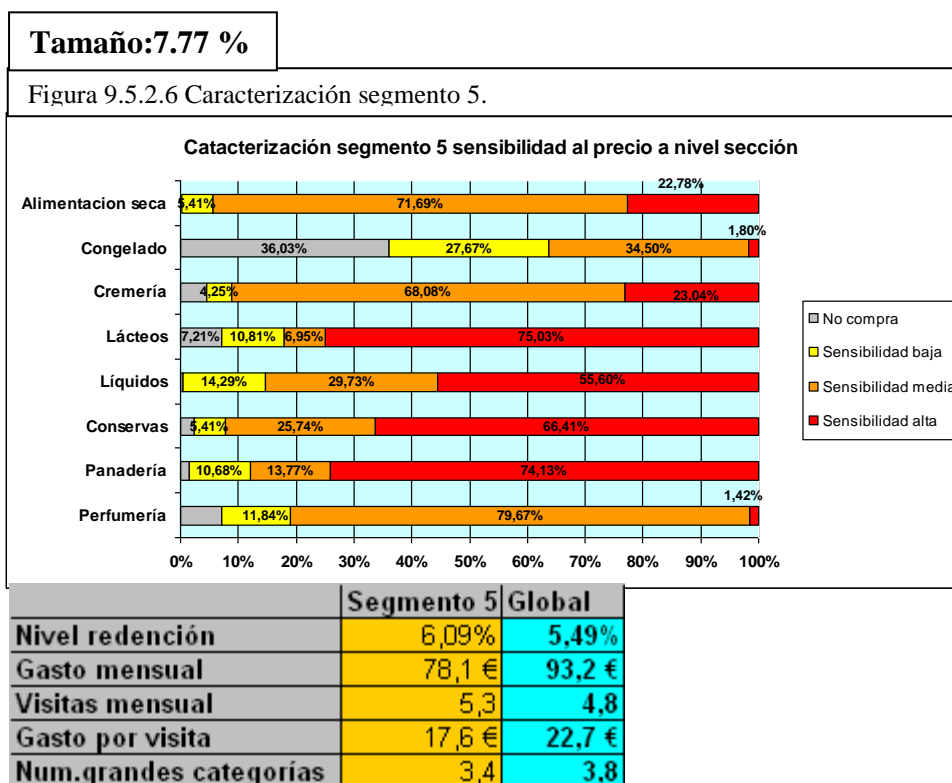 Tamaño:7.77 %
Figura 9.5.2.6 Caracterización segmento 5.
Catacterización segmento 5 sensibilidad al precio a nivel sección
Alimentacion seca 5,41% 71,69% 22,78%
Congelado 36,03% 27,67% 34,50% 1,80%
Cremería 4,25% 68,08% 23,04%
Lácteos 7,21% 10,81% 6,95% 75,03%
Líquidos 14,29% 29,73% 55,60%
Conservas 5,41% 25,74% 66,41%
Panadería 10,68% 13,77% 74,13%
Perfumería 11,84% 79,67% 1,42%
0% 10% 20% 30% 40% 50% 60% 70% 80% 90% 100%
No compra
Sensibilidad baja
Sensibilidad media
Sensibilidad alta
Segmento 5 Global
Nivel redención 6,09% 5,49%
Gasto mensual 78,1 € 93,2 €
Visitas mensual 5,3 4,8
Gasto por visita 17,6 € 22,7 €
Num.grandes categorías 3,4 3,8